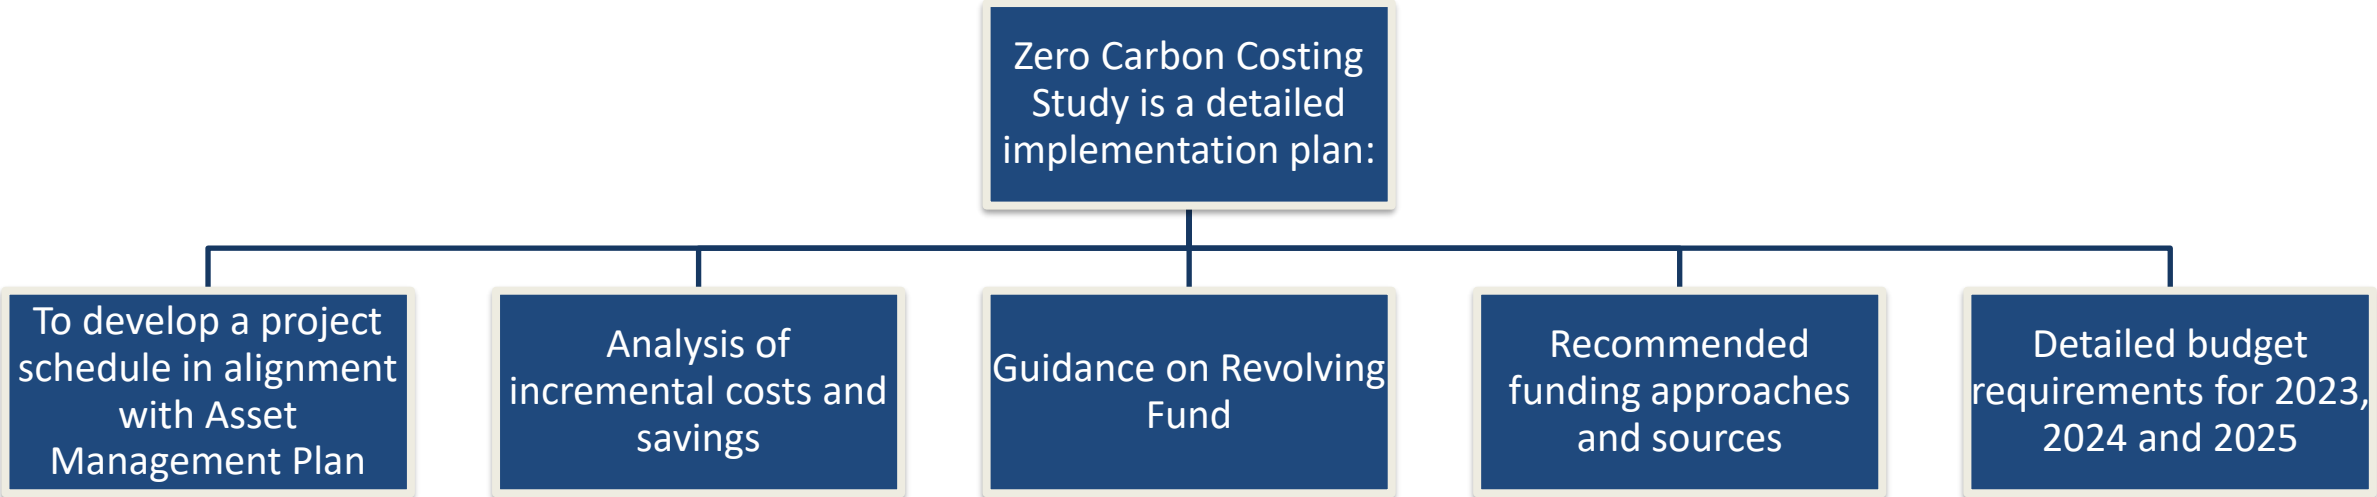 Zero Carbon Costing
Study is a detailed
implementation plan:
To develop a project
schedule in alignment
with Asset
Management Plan
Analysis of
incremental costs and
savings
Guidance on Revolving
Fund
Recommended
funding approaches
and sources
Detailed budget
requirements for 2023,
2024 and 2025